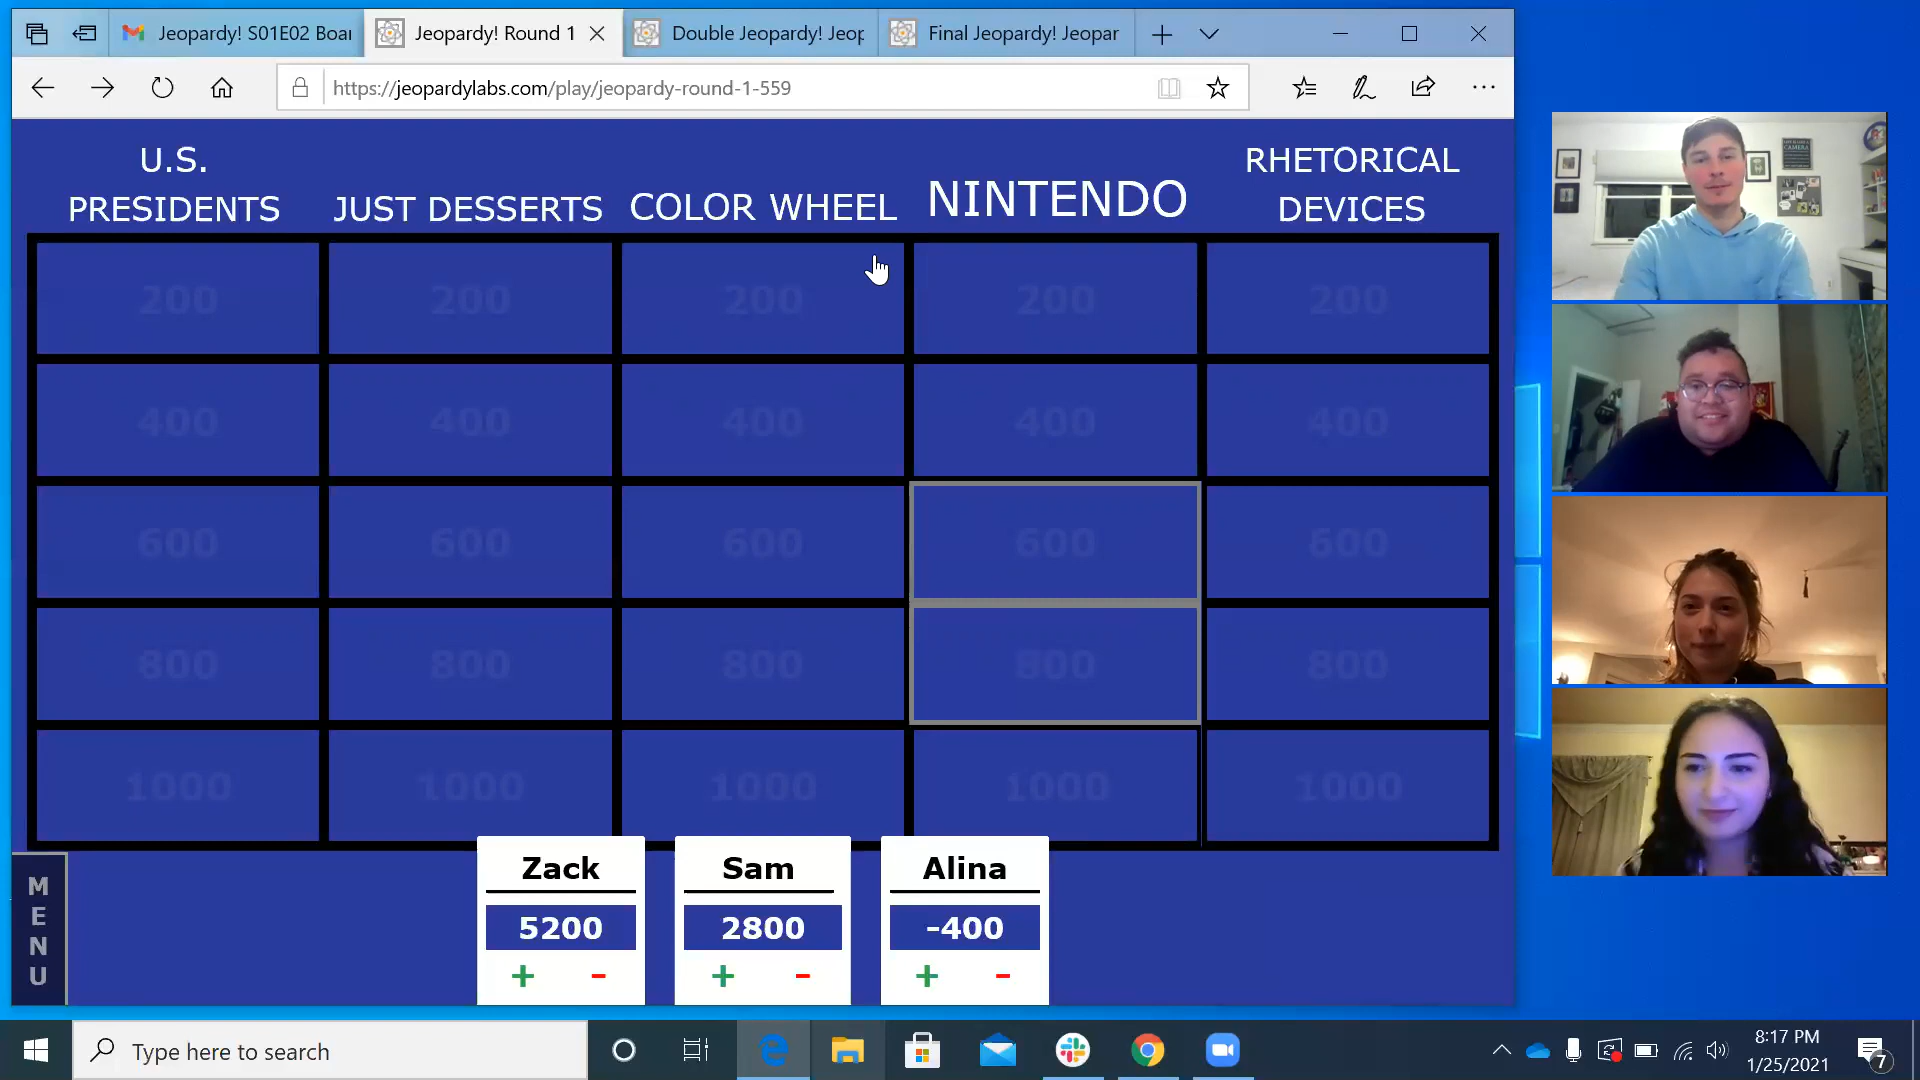 Jeopardy! S01E02 Boar
Jeopardy! Round 1
Double Jeopardy! Jeop
Final Jeopardy! Jeopar
https://jeopardylabs.com/play/jeopardy-round-1-559
U.S.
PRESIDENTS
JUST DESSERTS
COLOR WHEEL
NINTENDO
RHETORICAL
DEVICES
200 200 200 200 200
400 400 400 400 400
600 600 600 600 600
800 800 800 800 800
1000 1000 1000 1000 1000
MENU
Zack
5200
+ -
Sam
2800
+ -
Alina
-400
+ -
Type here to search
8:17 PM
1/25/2021
7